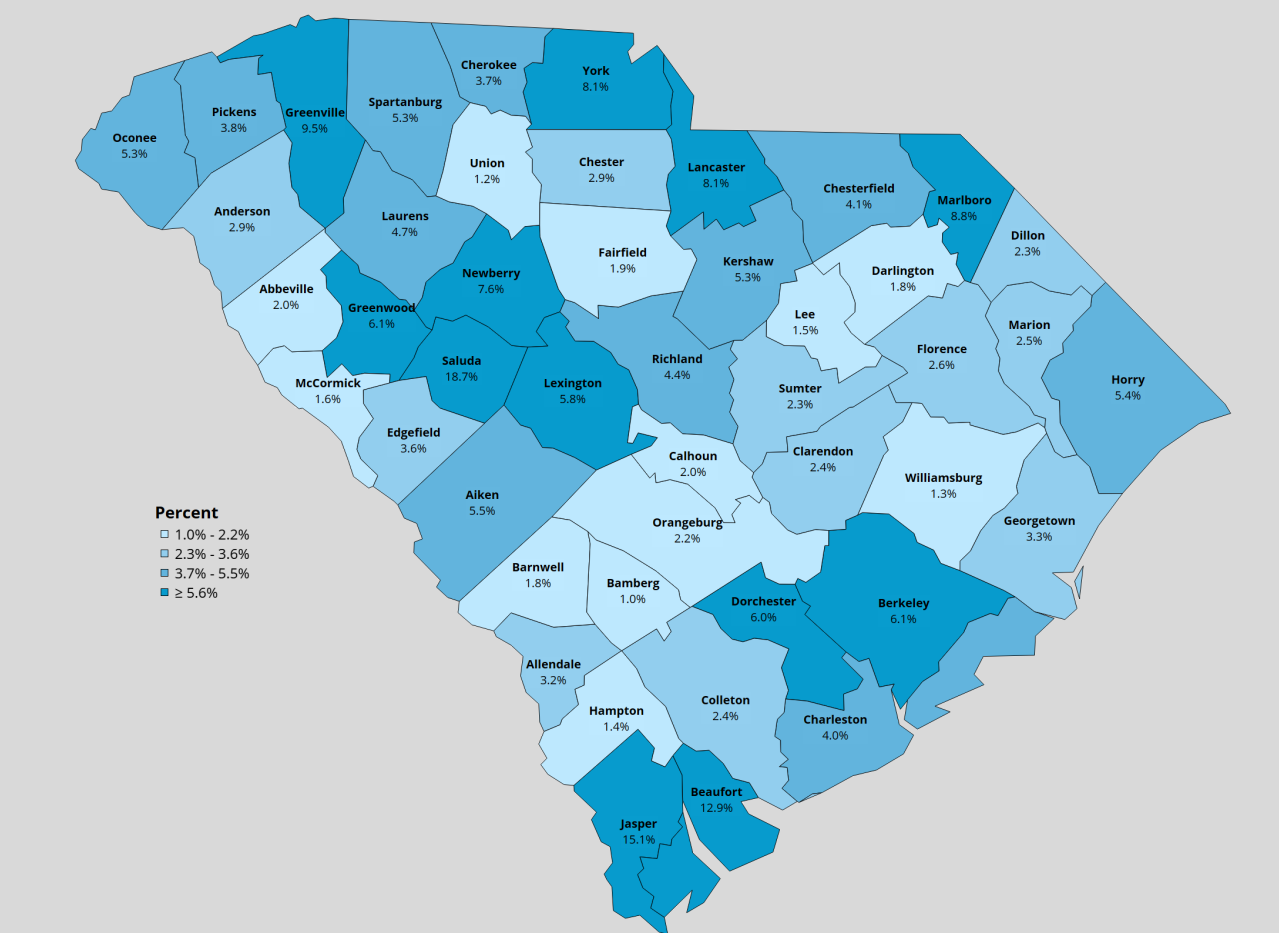 York
8.1%
Cherokee
3.7%
Spartanburg
5.3%
Greenville
9.5%
Pickens
3.8%
Oconee
5.3%
Union
1.2%
Chester
2.9%
Lancaster
8.1%
Chesterfield
4.1%
Marlboro
8.8%
Dillon
2.3%
Anderson
2.9%
Laurens
4.7%
Fairfield
1.9%
Kershaw
5.3%
Darlington
1.8%
Newberry
7.6%
Abbeville
2.0%
Greenwood
6.1%
Lee
1.5%
Marion
2.5%
Florence
2.6%
Saluda
18.7%
Richland
4.4%
Lexington
5.8%
McCormick
1.6%
Sumter
2.3%
Horry
5.4%
Edgefield
3.6%
Calhoun
2.0%
Clarendon
2.4%
Williamsburg
1.3%
Aiken
5.5%
Orangeburg
2.2%
Georgetown
3.3%
Percent
1.0% - 2.2%
2.3% - 3.6%
3.7% - 5.5%
≥ 5.6%
Barnwell
1.8%
Bamberg
1.0%
Dorchester
6.0%
Berkeley
6.1%
Allendale
3.2%
Hampton
1.4%
Colleton
2.4%
Charleston
4.0%
Beaufort
12.9%
Jasper
15.1%